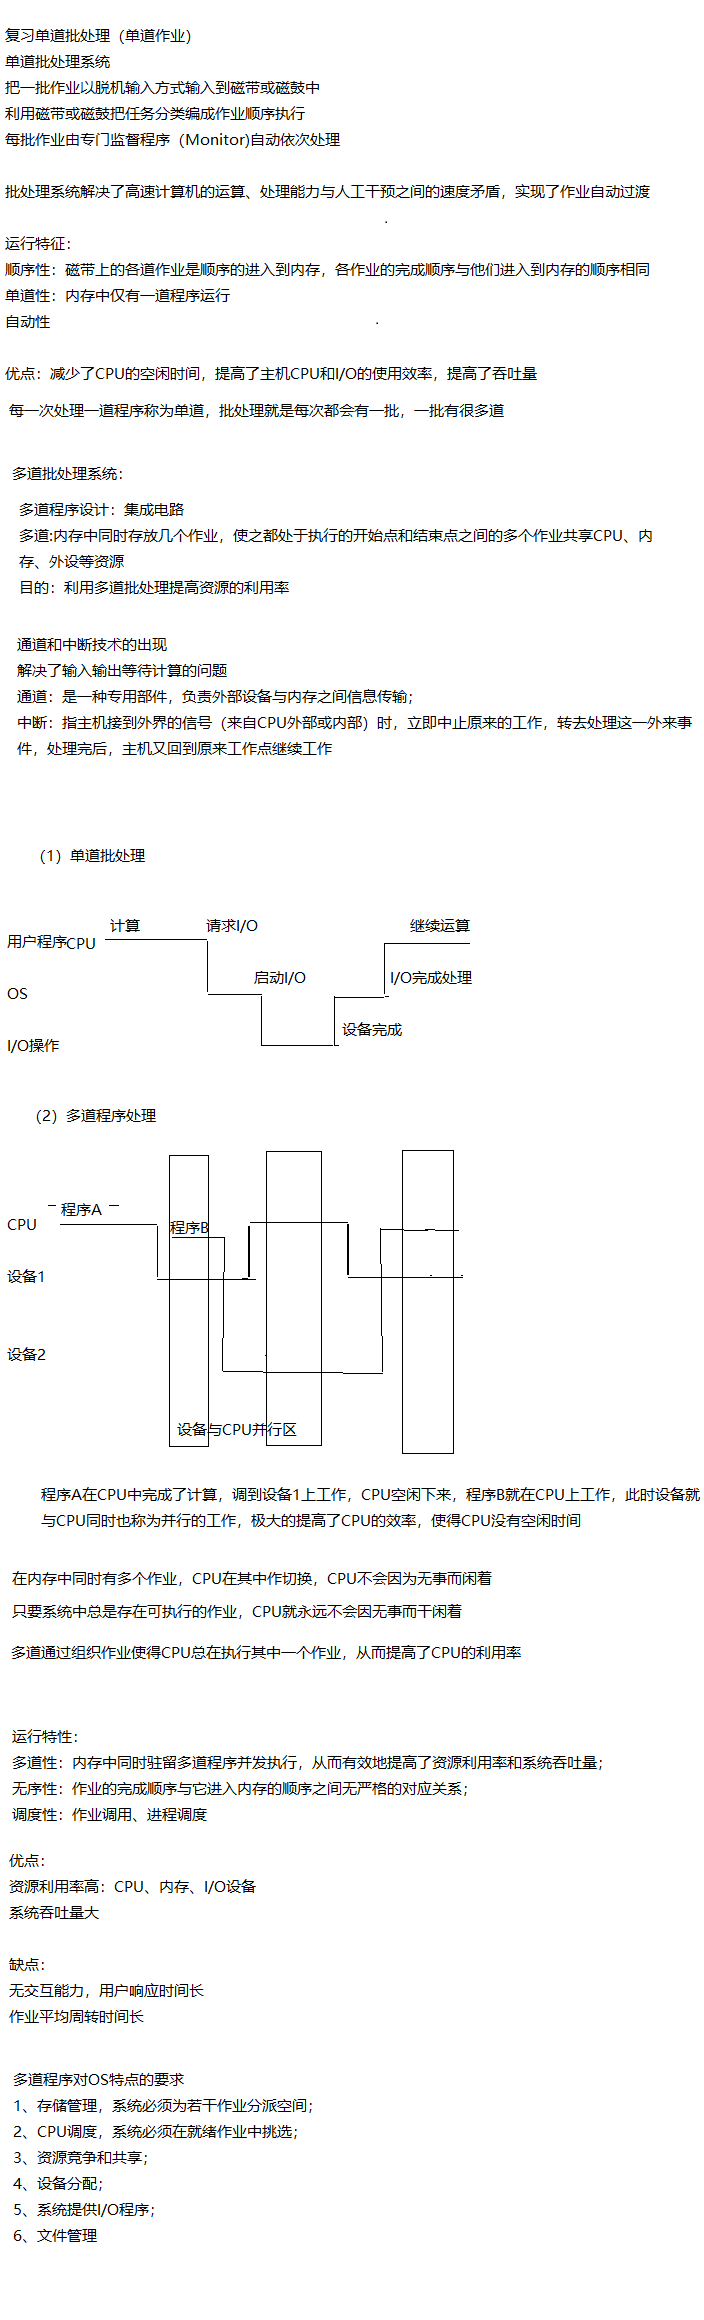 复习单道批处理（单道作业）
单道批处理系统
把一批作业以脱机输入方式输入到磁带或磁鼓中
利用磁带或磁鼓把任务分类编成作业顺序执行
每批作业由专门监督程序（Monitor)自动依次处理
批处理系统解决了高速计算机的运算、处理能力与人工干预之间的速度矛盾，实现了作业自动过渡
运行特征：
顺序性：磁带上的各道作业是顺序的进入到内存，各作业的完成顺序与他们进入到内存的顺序相同
单道性：内存中仅有一道程序运行
自动性
优点：减少了CPU的空闲时间，提高了主机CPU和I/O的使用效率，提高了吞吐量
每一次处理一道程序称为单道，批处理就是每次都会有一批，一批有很多道
多道批处理系统：
多道程序设计：集成电路
多道:内存中同时存放几个作业，使之都处于执行的开始点和结束点之间的多个作业共享CPU、内
存、外设等资源
目的：利用多道批处理提高资源的利用率
通道和中断技术的出现
解决了输入输出等待计算的问题
通道：是一种专用部件，负责外部设备与内存之间信息传输；
中断：指主机接到外界的信号（来自CPU外部或内部）时，立即中止原来的工作，转去处理这一外来事
件，处理完后，主机又回到原来工作点继续工作
（1）单道批处理
计算 请求I/O 继续运算
用户程序CPU
启动I/O I/O完成处理
OS
设备完成
I/O操作
（2）多道程序处理
程序A
CPU 程序B
设备1
设备2
设备与CPU并行区
程序A在CPU中完成了计算，调到设备1上工作，CPU空闲下来，程序B就在CPU上工作，此时设备就
与CPU同时也称为并行的工作，极大的提高了CPU的效率，使得CPU没有空闲时间
在内存中同时有多个作业，CPU在其中作切换，CPU不会因为无事而闲着
只要系统中总是存在可执行的作业，CPU就永远不会因无事而干闲着
多道通过组织作业使得CPU总在执行其中一个作业，从而提高了CPU的利用率
运行特性：
多道性：内存中同时驻留多道程序并发执行，从而有效地提高了资源利用率和系统吞吐量；
无序性：作业的完成顺序与它进入内存的顺序之间无严格的对应关系；
调度性：作业调用、进程调度
优点：
资源利用率高：CPU、内存、I/O设备
系统吞吐量大
缺点：
无交互能力，用户响应时间长
作业平均周转时间长
多道程序对OS特点的要求
1、存储管理，系统必须为若干作业分派空间；
2、CPU调度，系统必须在就绪作业中挑选；
3、资源竞争和共享；
4、设备分配；
5、系统提供I/O程序；
6、文件管理